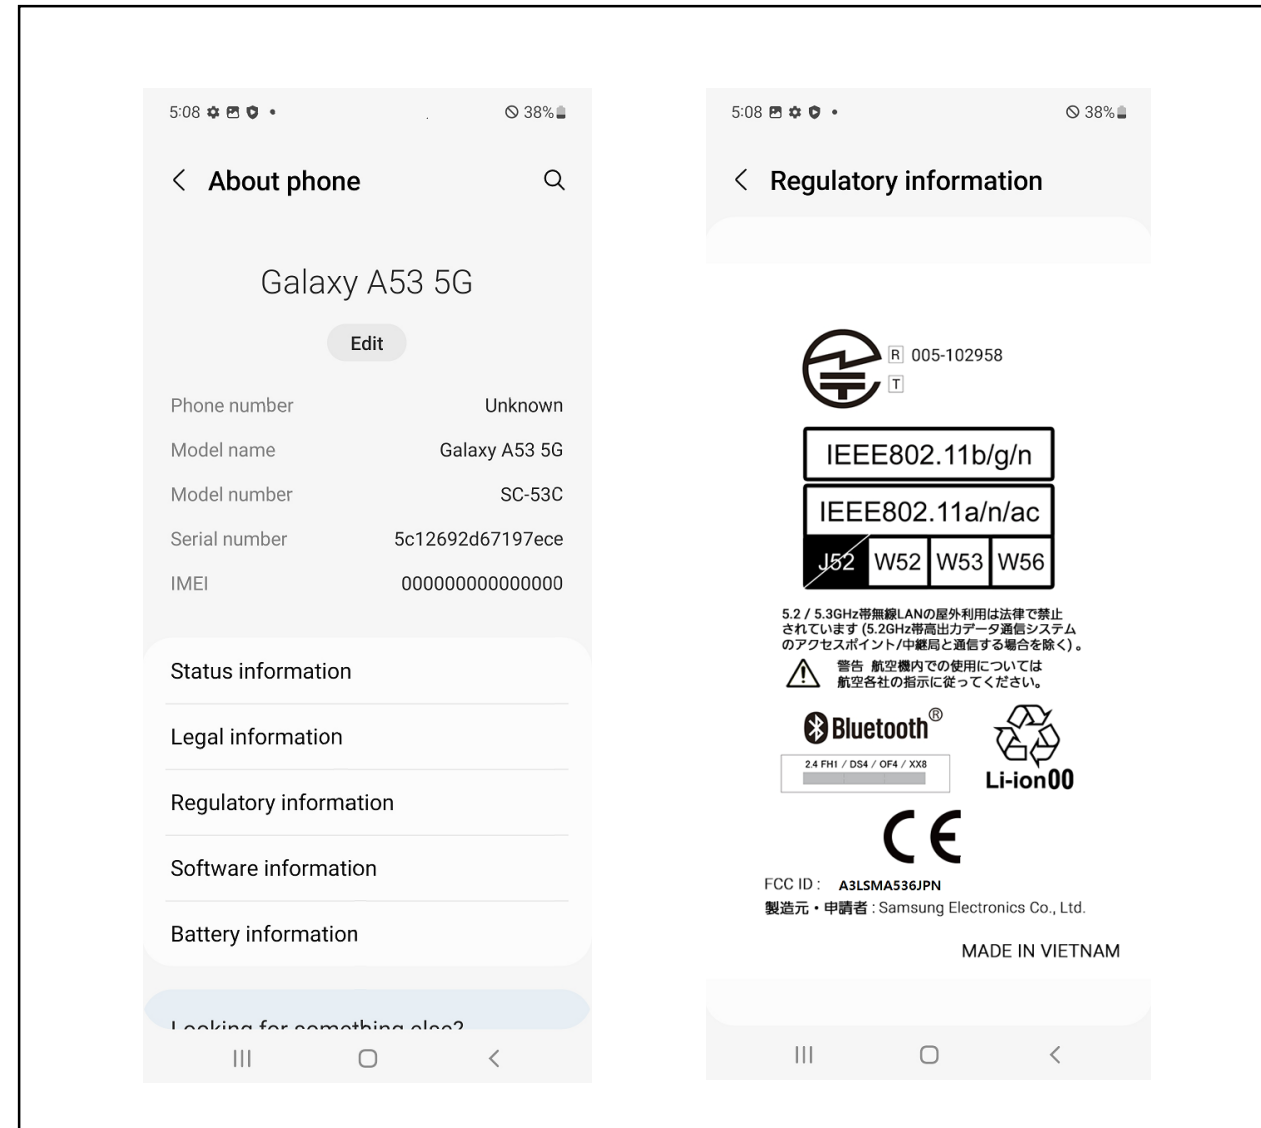 5:08
38%
About phone
Galaxy A53 5G
Edit
Phone number Unknown
Model name Galaxy A53 5G
Model number SC-53C
Serial number 5c12692d67197ece
IMEI 000000000000000
Status information
Legal information
Regulatory information
Software information
Battery information
Looking for something else?
5:08
38%
Regulatory information
R 005-102958
T
IEEE802.11b/g/n
IEEE802.11a/n/ac
J52 W52 W53 W56
5.2 / 5.3GHz帯無線LANの屋外利用は法律で禁止
されています (5.2GHz帯高出力データ通信システム
のアクセスポイント/中継局と通信する場合を除く) 。
警告 航空機内での使用については
航空各社の指示に従ってください。
Bluetooth®
2.4 FH1 / DS4 / OF4 / XX8
Li-ion00
CE
FCC ID : A3LSMA536JPN
製造元・申請者 : Samsung Electronics Co., Ltd.
MADE IN VIETNAM